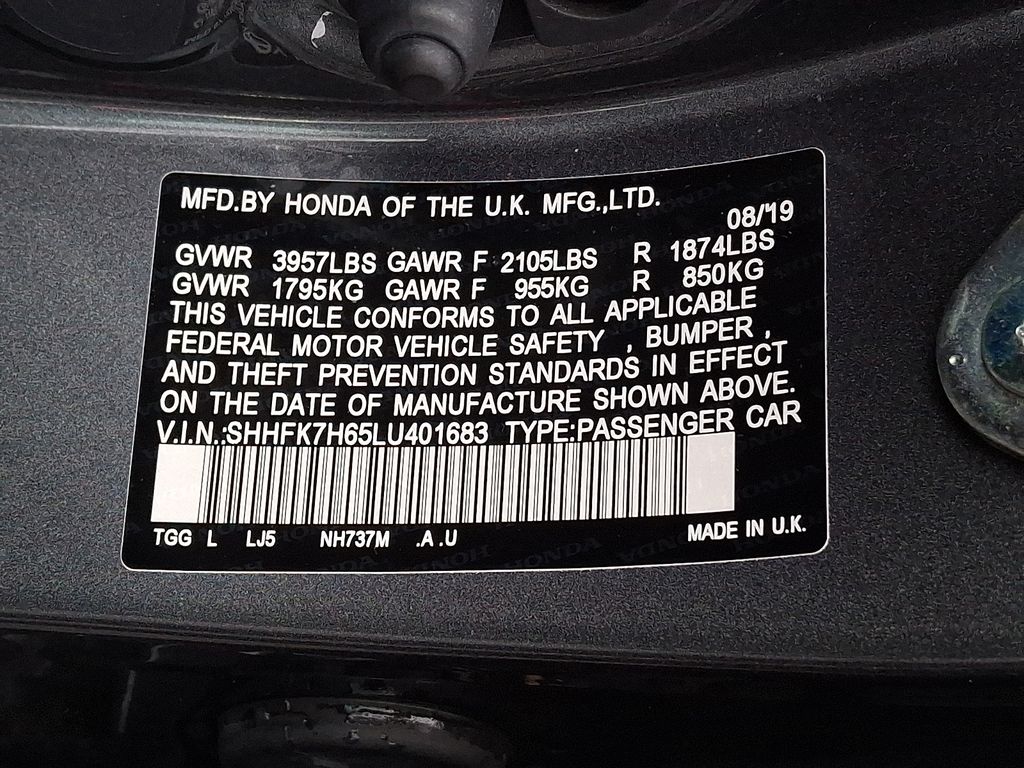 MFD.BY HONDA OF THE U.K. MFG.,LTD.
08/'19
GVWR 3957LBS GAWR F 2105LBS R 1874LBS
GVWR 1795KG GAWR F 955KG R 850KG
THIS VEHICLE CONFORMS TO ALL APPLICABLE
FEDERAL MOTOR VEHICLE SAFETY , BUMPER ,
AND THEFT PREVENTION STANDARDS IN EFFECT
ON THE DATE OF MANUFACTURE SHOWN ABOVE.
V.I.N.:SHHFK7H65LU401683 TYPE:PASSENGER CAR
TGG L LJ5 NH737M .A .U MADE IN U.K.